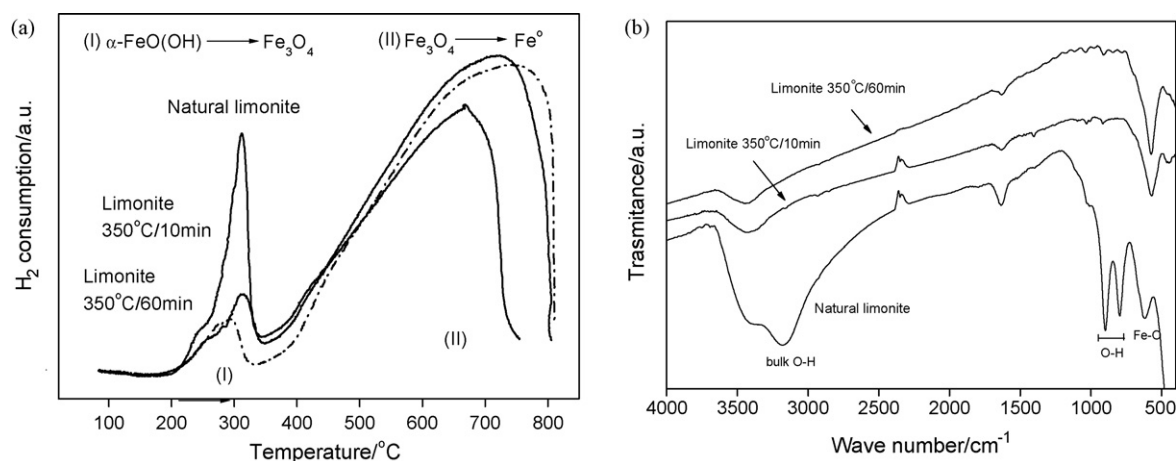 (a)
(I) α-FeO(OH) → Fe₃O₄
(II) Fe₃O₄ → Feº
Natural limonite
Limonite
350°C/10min
Limonite
350°C/60min
(I)
(II)
H₂ consumption/a.u.
100 200 300 400 500 600 700 800
Temperature/°C
(b)
Limonite 350°C/60min
Limonite 350°C/10min
Natural limonite
bulk O-H
O-H
Fe-O
Trasmitance/a.u.
4000 3500 3000 2500 2000 1500 1000 500
Wave number/cm⁻¹